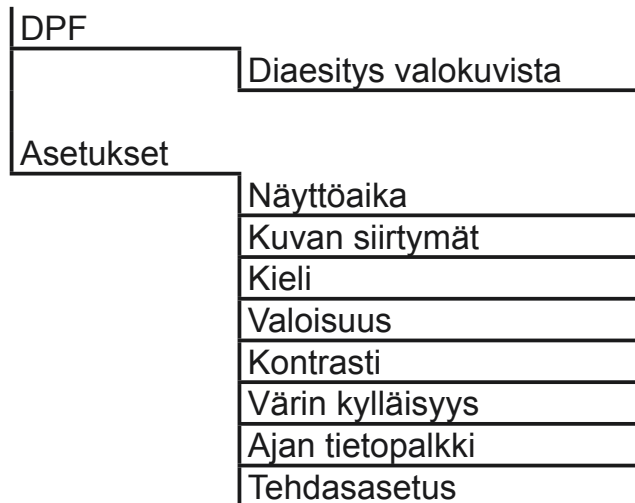 DPF
Diaesitys valokuvista
Asetukset
Näyttöaika
Kuvan siirtymät
Kieli
Valoisuus
Kontrasti
Värin kylläisyys
Ajan tietopalkki
Tehdasasetus